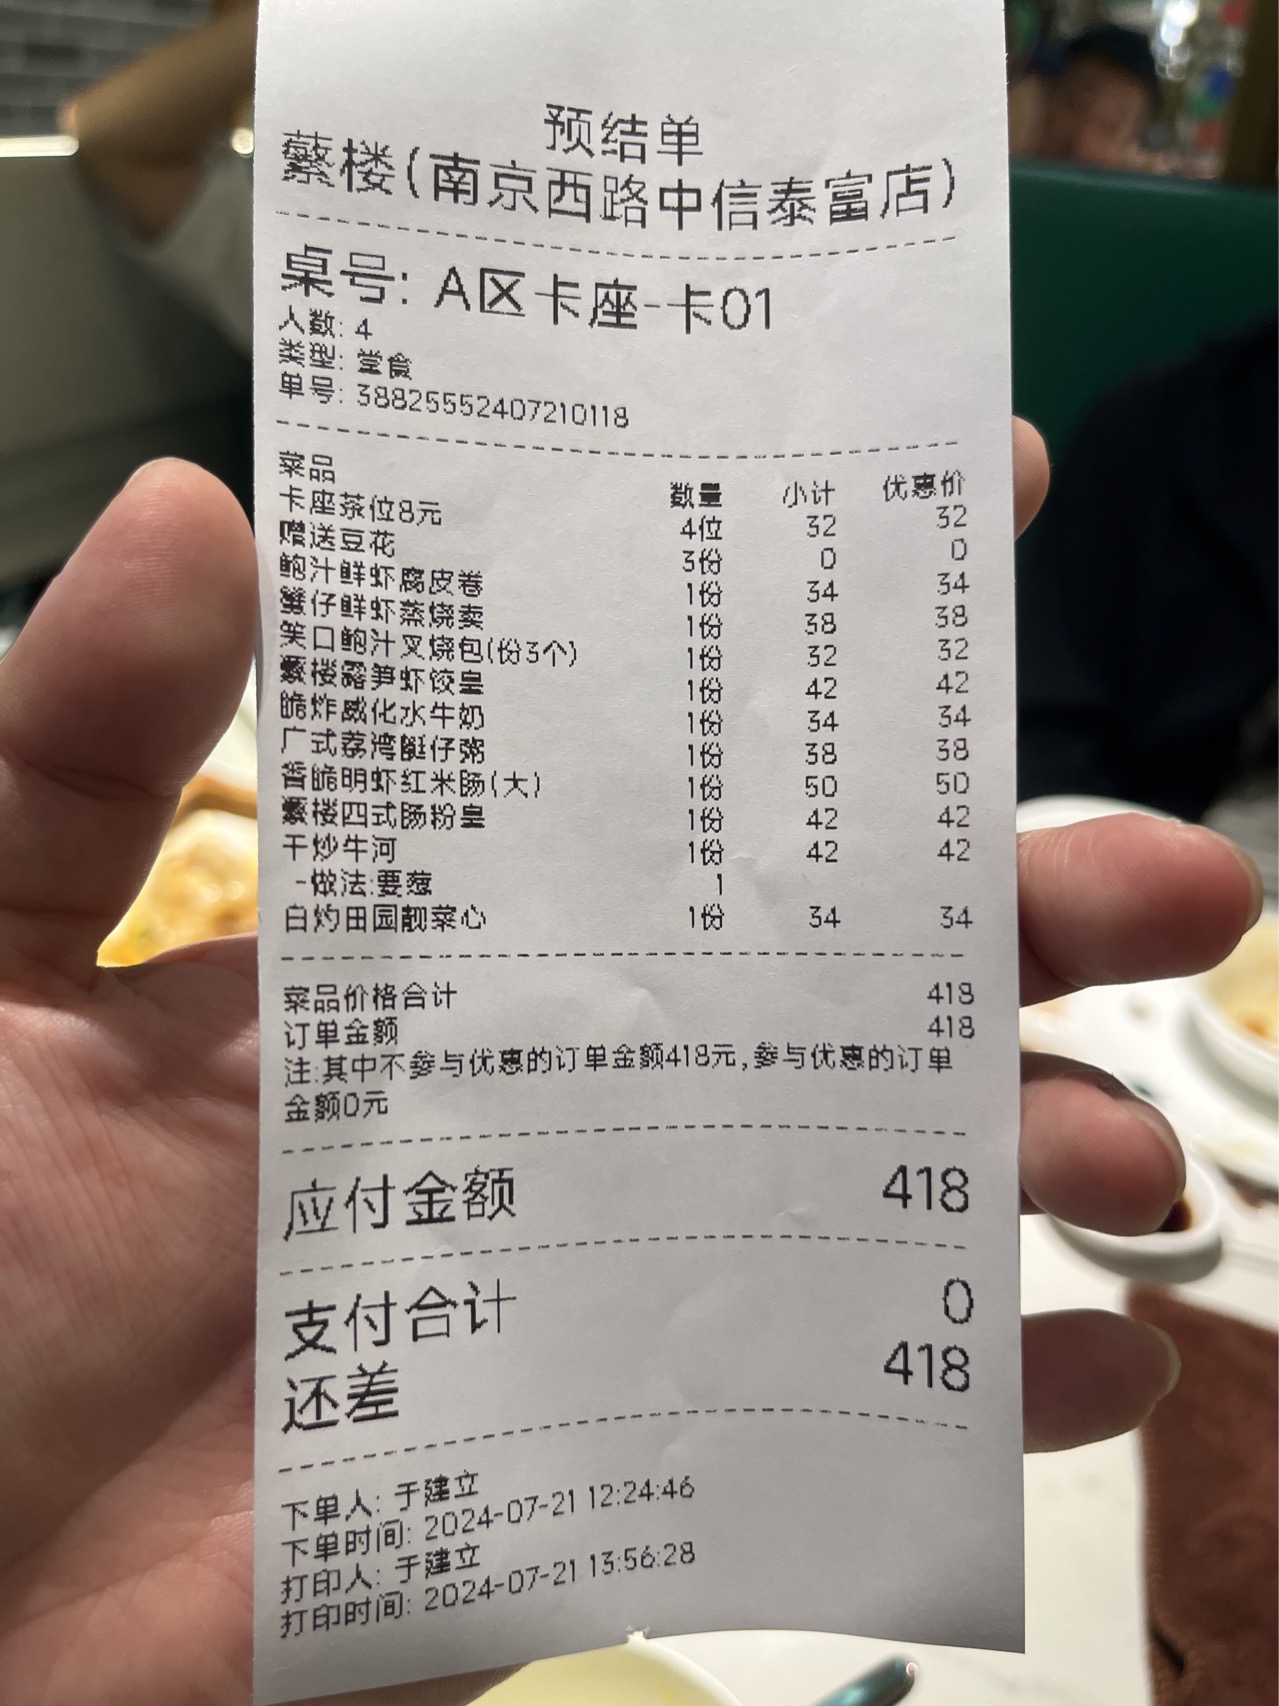 预结单
蘩楼(南京西路中信泰富店)
桌号: A区卡座-卡01
人数: 4
类型: 堂食
单号: 38825552407210118
菜品 数量 小计 优惠价
卡座茶位8元 4位 32 32
赠送豆花 3份 0 0
鲍汁鲜虾腐皮卷 1份 34 34
蟹仔鲜虾蒸烧卖 1份 38 38
笑口鲍汁叉烧包(份3个) 1份 32 32
蘩楼露笋虾饺皇 1份 42 42
脆炸威化水牛奶 1份 34 34
广式荔湾艇仔粥 1份 38 38
香脆明虾红米肠(大) 1份 50 50
蘩楼四式肠粉皇 1份 42 42
干炒牛河 1份 42 42
-做法:要葱 1
白灼田园靓菜心 1份 34 34
菜品价格合计 418
订单金额 418
注:其中不参与优惠的订单金额418元,参与优惠的订单
金额0元
应付金额 418
支付合计 0
还差 418
下单人: 于建立
下单时间: 2024-07-21 12:24:46
打印人: 于建立
打印时间: 2024-07-21 13:56:28